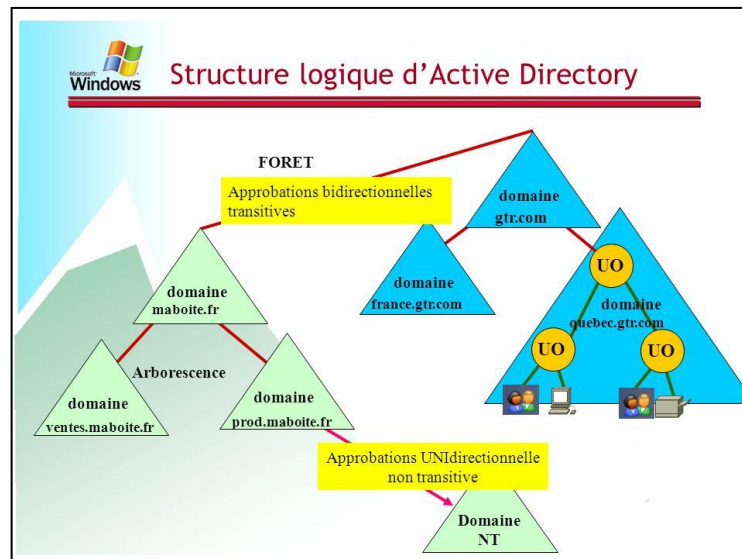 Microsoft
Windows
Structure logique d'Active Directory
FORET
Approbations bidirectionnelles
transitives
domaine
gtr.com
domaine
maboite.fr
domaine
france.gtr.com
UO
domaine
quebec.gtr.com
UO
UO
Arborescence
domaine
ventes.maboite.fr
domaine
prod.maboite.fr
Approbations UNIdirectionnelle
non transitive
Domaine
NT